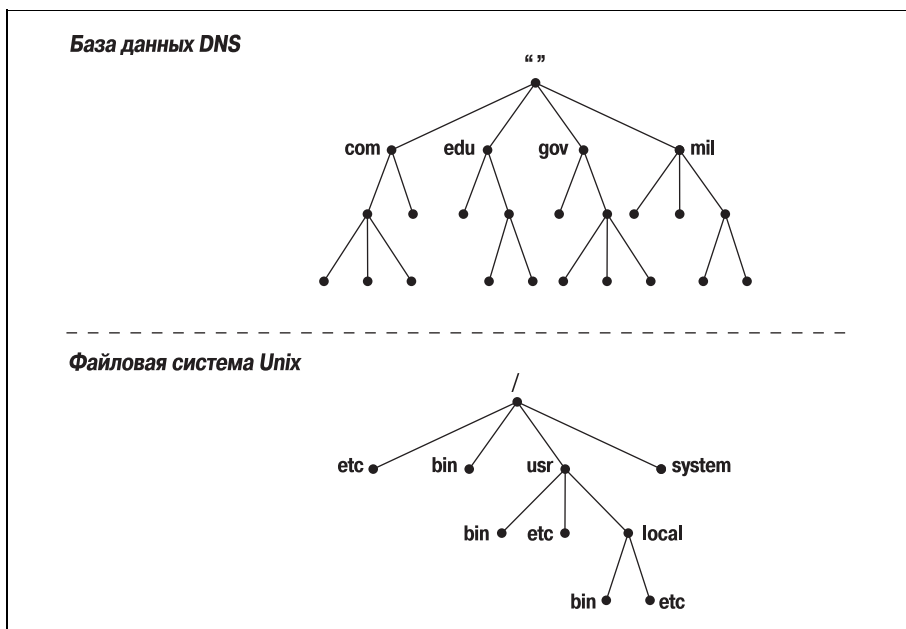 База данных DNS
“ ”
com edu gov mil
Файловая система Unix
/
etc bin usr system
bin etc local
bin etc